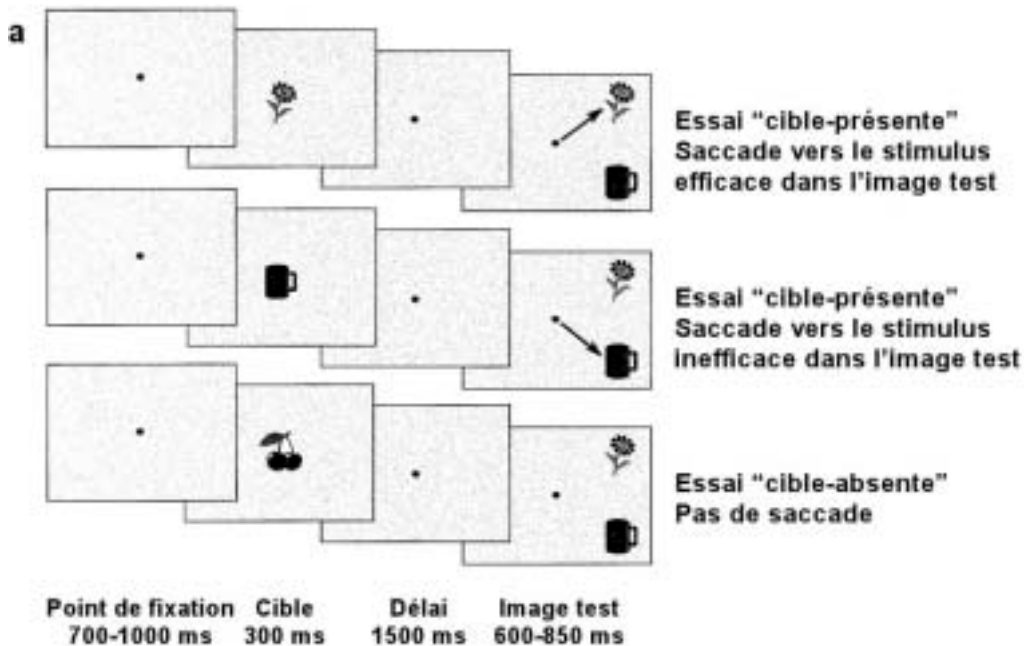 a
Essai “cible-présente”
Saccade vers le stimulus
efficace dans l'image test
Essai “cible-présente”
Saccade vers le stimulus
inefficace dans l'image test
Essai “cible-absente”
Pas de saccade
Point de fixation Cible Délai Image test
700-1000 ms 300 ms 1500 ms 600-850 ms